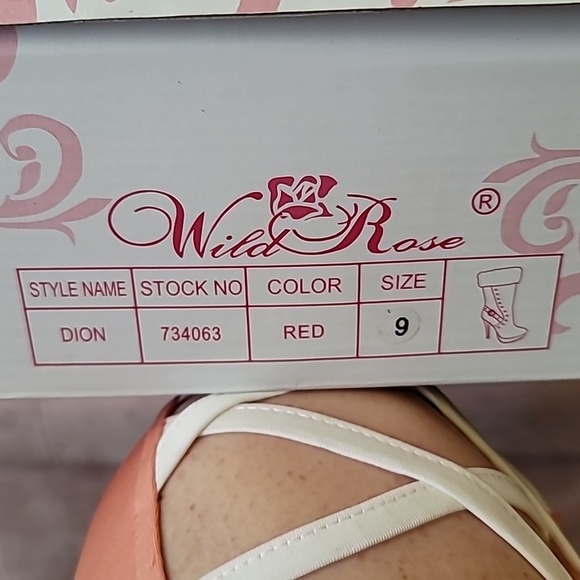 Wild Rose ®
STYLE NAME STOCK NO COLOR SIZE
DION 734063 RED 9